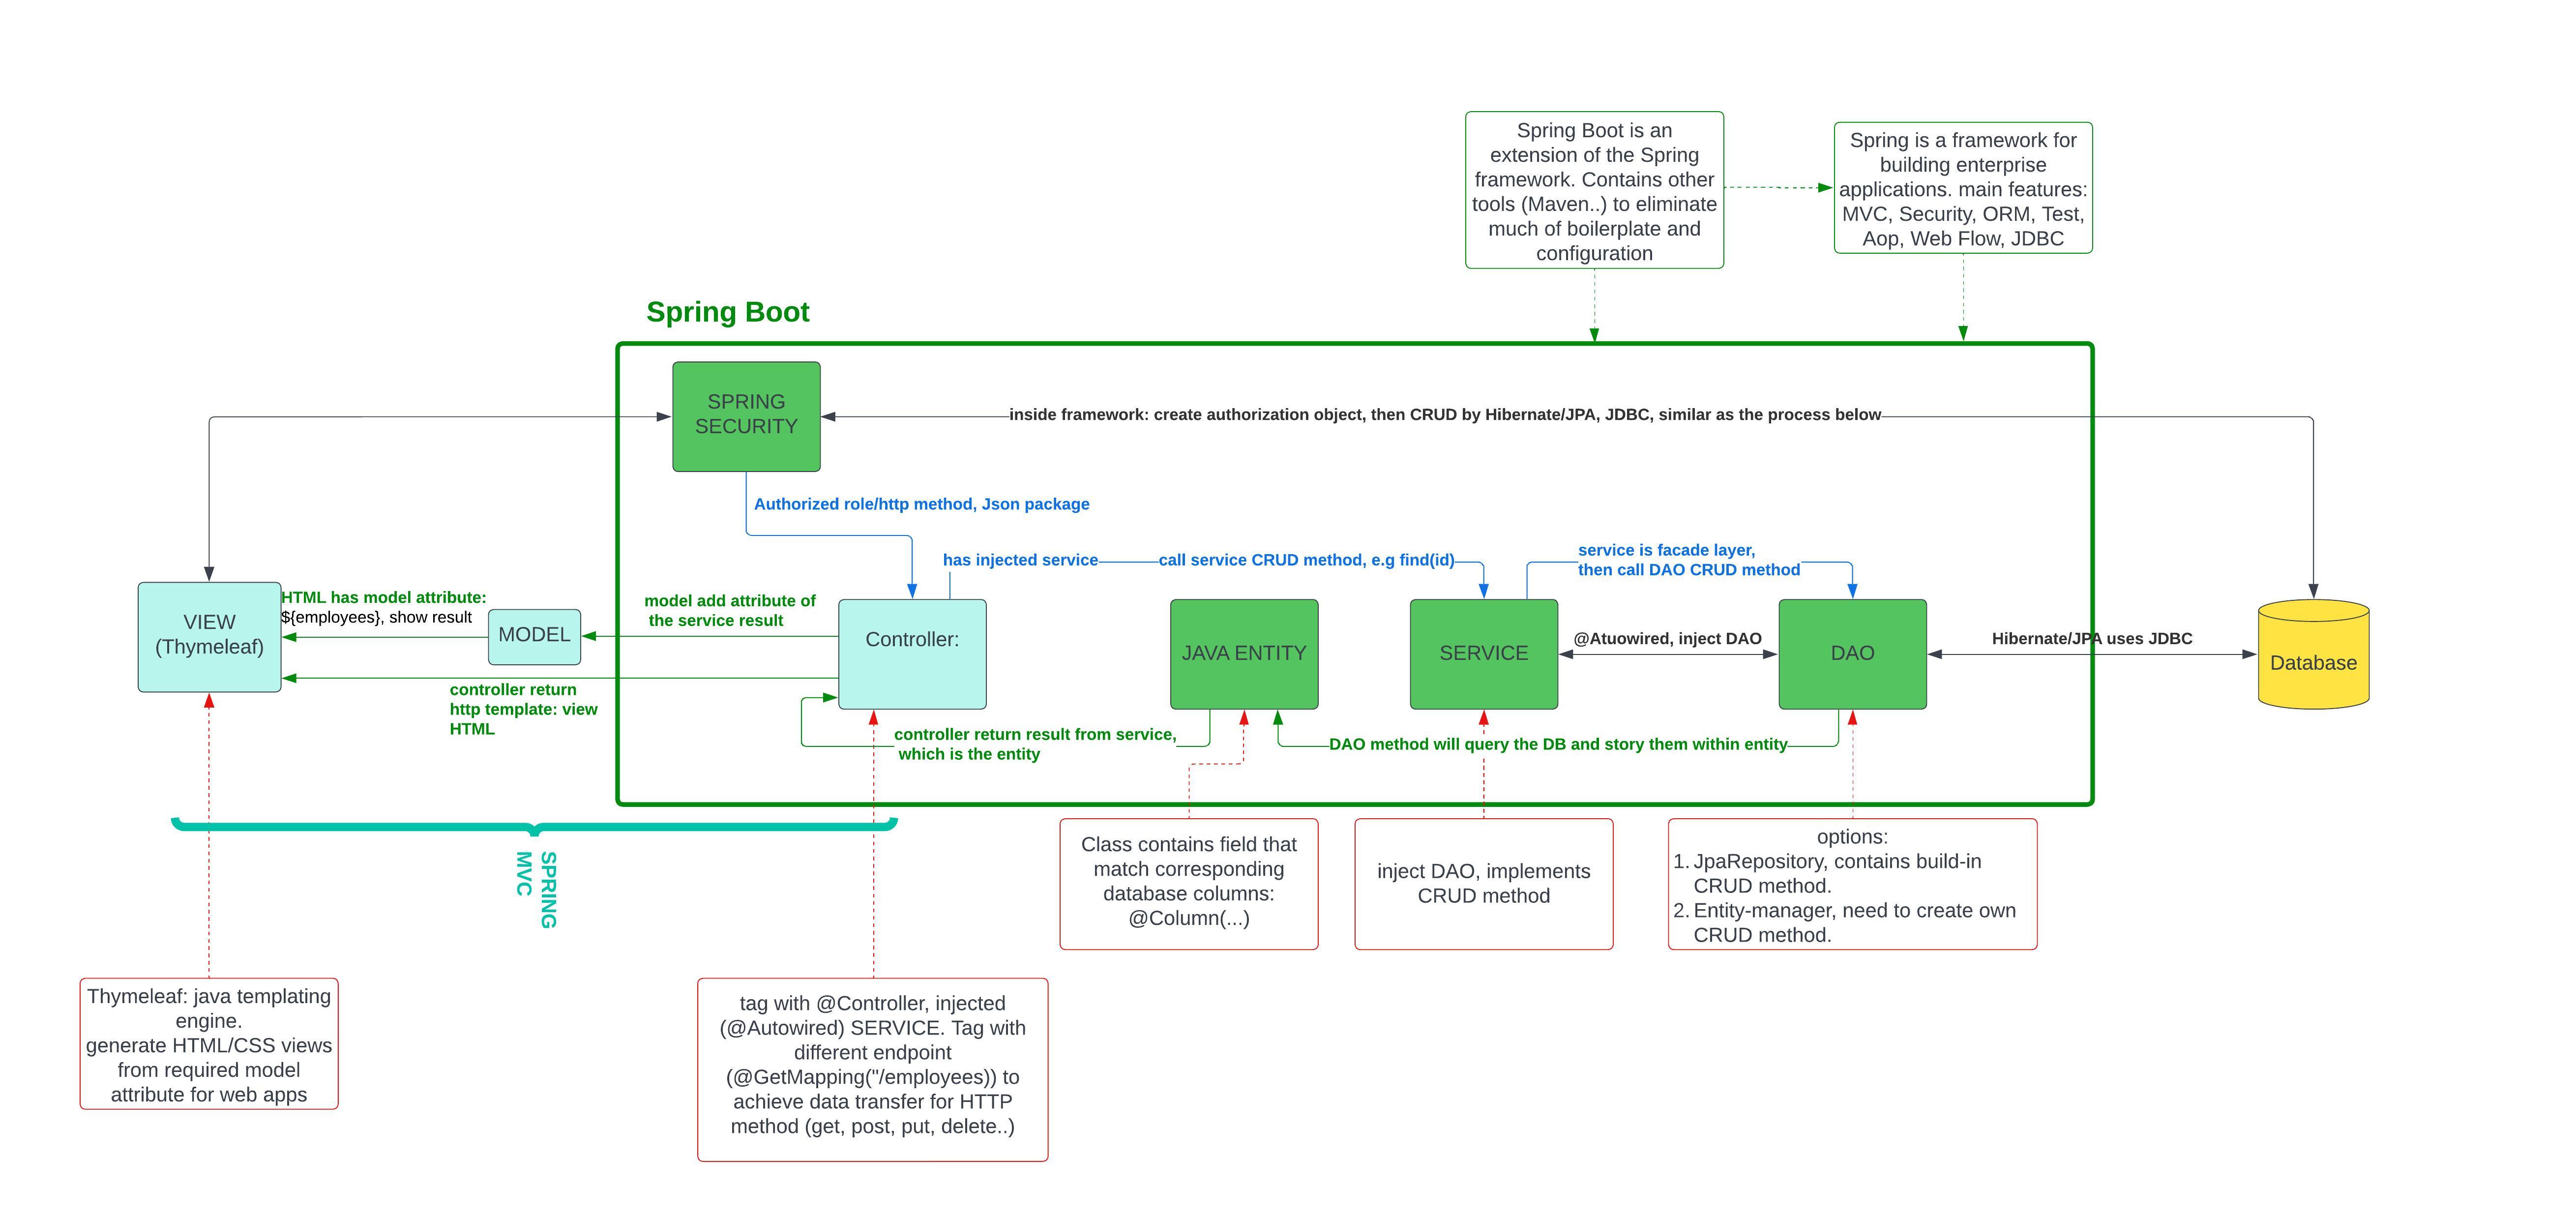 Spring Boot is an
extension of the Spring
framework. Contains other
tools (Maven..) to eliminate
much of boilerplate and
configuration
Spring is a framework for
building enterprise
applications. main features:
MVC, Security, ORM, Test,
Aop, Web Flow, JDBC
Spring Boot
SPRING
SECURITY
inside framework: create authorization object, then CRUD by Hibernate/JPA, JDBC, similar as the process below
Authorized role/http method, Json package
has injected service
call service CRUD method, e.g find(id)
service is facade layer,
then call DAO CRUD method
VIEW
(Thymeleaf)
HTML has model attribute:
${employees}, show result
MODEL
model add attribute of
the service result
Controller:
JAVA ENTITY
SERVICE
@Atuowired, inject DAO
DAO
Hibernate/JPA uses JDBC
Database
controller return
http template: view
HTML
controller return result from service,
which is the entity
DAO method will query the DB and story them within entity
SPRING
MVC
Class contains field that
match corresponding
database columns:
@Column(...)
inject DAO, implements
CRUD method
options:
1. JpaRepository, contains build-in
CRUD method.
2. Entity-manager, need to create own
CRUD method.
Thymeleaf: java templating
engine.
generate HTML/CSS views
from required model
attribute for web apps
tag with @Controller, injected
(@Autowired) SERVICE. Tag with
different endpoint
(@GetMapping("/employees)) to
achieve data transfer for HTTP
method (get, post, put, delete..)